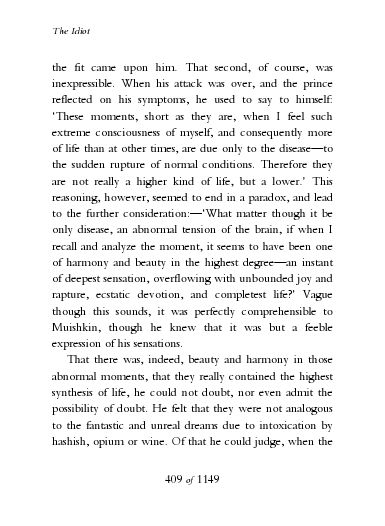 The Idiot
the fit came upon him. That second, of course, was
inexpressible. When his attack was over, and the prince
reflected on his symptoms, he used to say to himself:
'These moments, short as they are, when I feel such
extreme consciousness of myself, and consequently more
of life than at other times, are due only to the disease—to
the sudden rupture of normal conditions. Therefore they
are not really a higher kind of life, but a lower.' This
reasoning, however, seemed to end in a paradox, and lead
to the further consideration:—'What matter though it be
only disease, an abnormal tension of the brain, if when I
recall and analyze the moment, it seems to have been one
of harmony and beauty in the highest degree—an instant
of deepest sensation, overflowing with unbounded joy and
rapture, ecstatic devotion, and completest life?' Vague
though this sounds, it was perfectly comprehensible to
Muishkin, though he knew that it was but a feeble
expression of his sensations.
That there was, indeed, beauty and harmony in those
abnormal moments, that they really contained the highest
synthesis of life, he could not doubt, nor even admit the
possibility of doubt. He felt that they were not analogous
to the fantastic and unreal dreams due to intoxication by
hashish, opium or wine. Of that he could judge, when the
409 of 1149